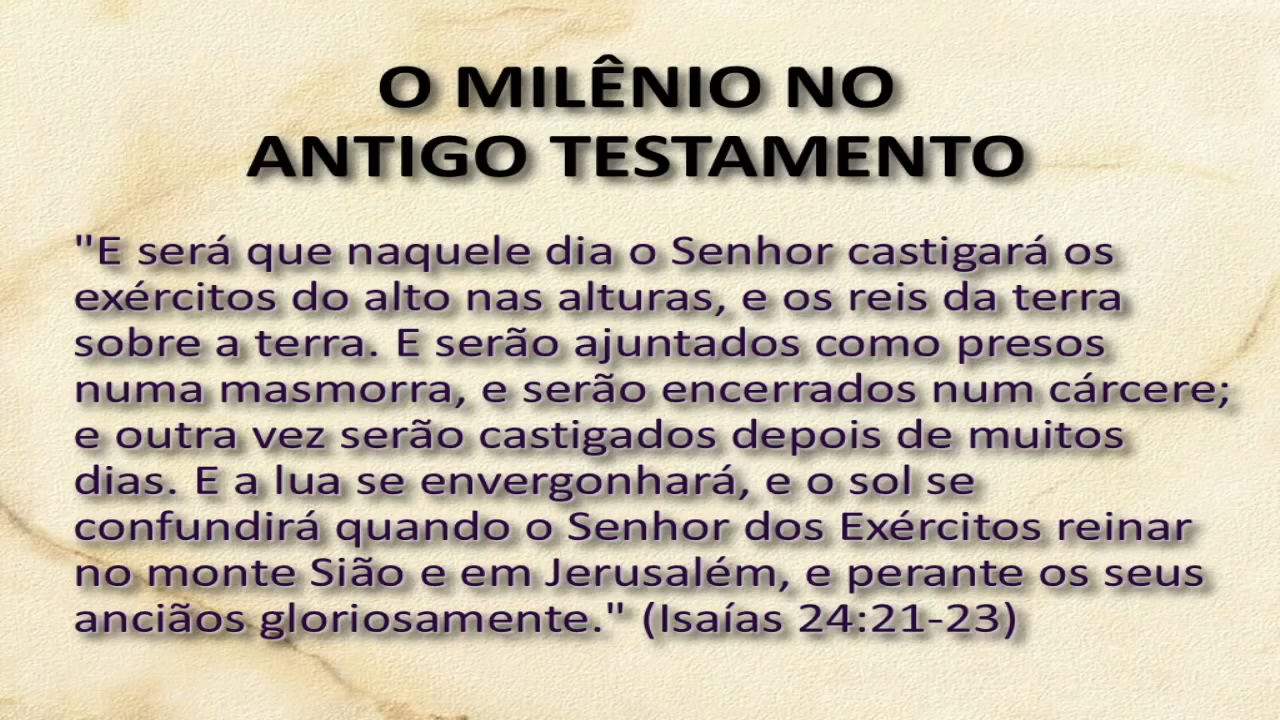 O MILÊNIO NO
ANTIGO TESTAMENTO
"E será que naquele dia o Senhor castigará os
exércitos do alto nas alturas, e os reis da terra
sobre a terra. E serão ajuntados como presos
numa masmorra, e serão encerrados num cárcere;
e outra vez serão castigados depois de muitos
dias. E a lua se envergonhará, e o sol se
confundirá quando o Senhor dos Exércitos reinar
no monte Sião e em Jerusalém, e perante os seus
anciãos gloriosamente." (Isaías 24:21-23)